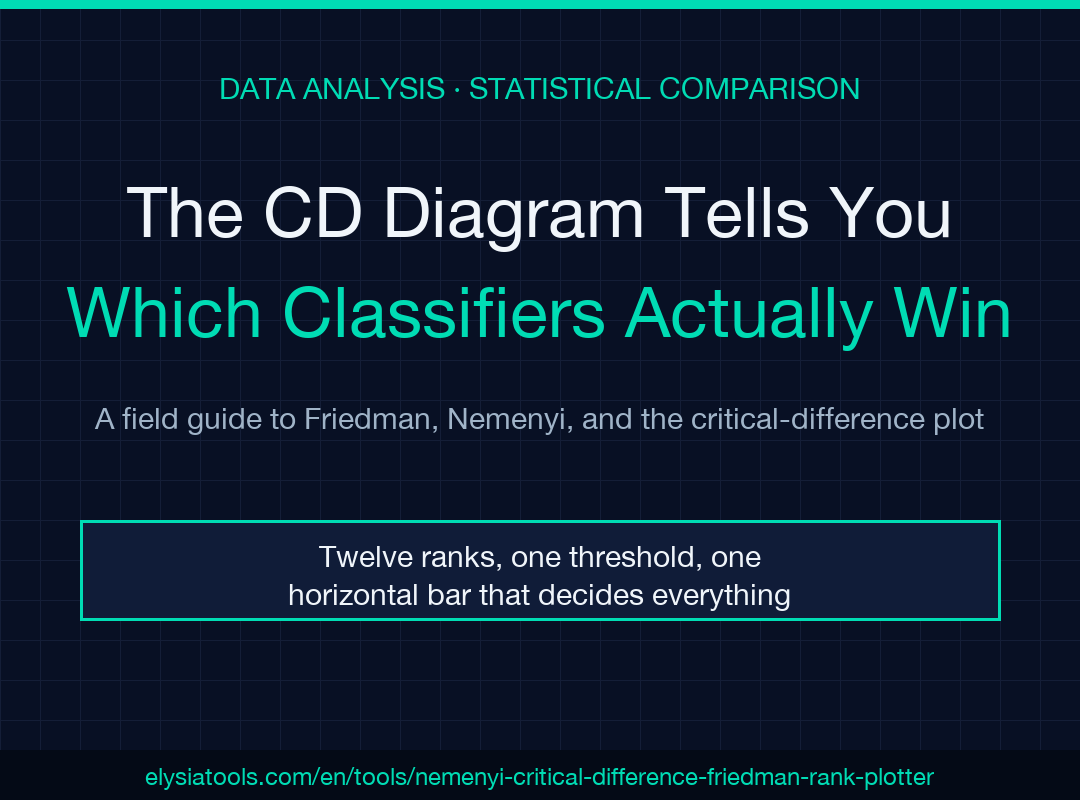 DATA ANALYSIS · STATISTICAL COMPARISON
The CD Diagram Tells You
Which Classifiers Actually Win
A field guide to Friedman, Nemenyi, and the critical-difference plot
Twelve ranks, one threshold, one
horizontal bar that decides everything
elysiatools.com/en/tools/nemenyi-critical-difference-friedman-rank-plotter